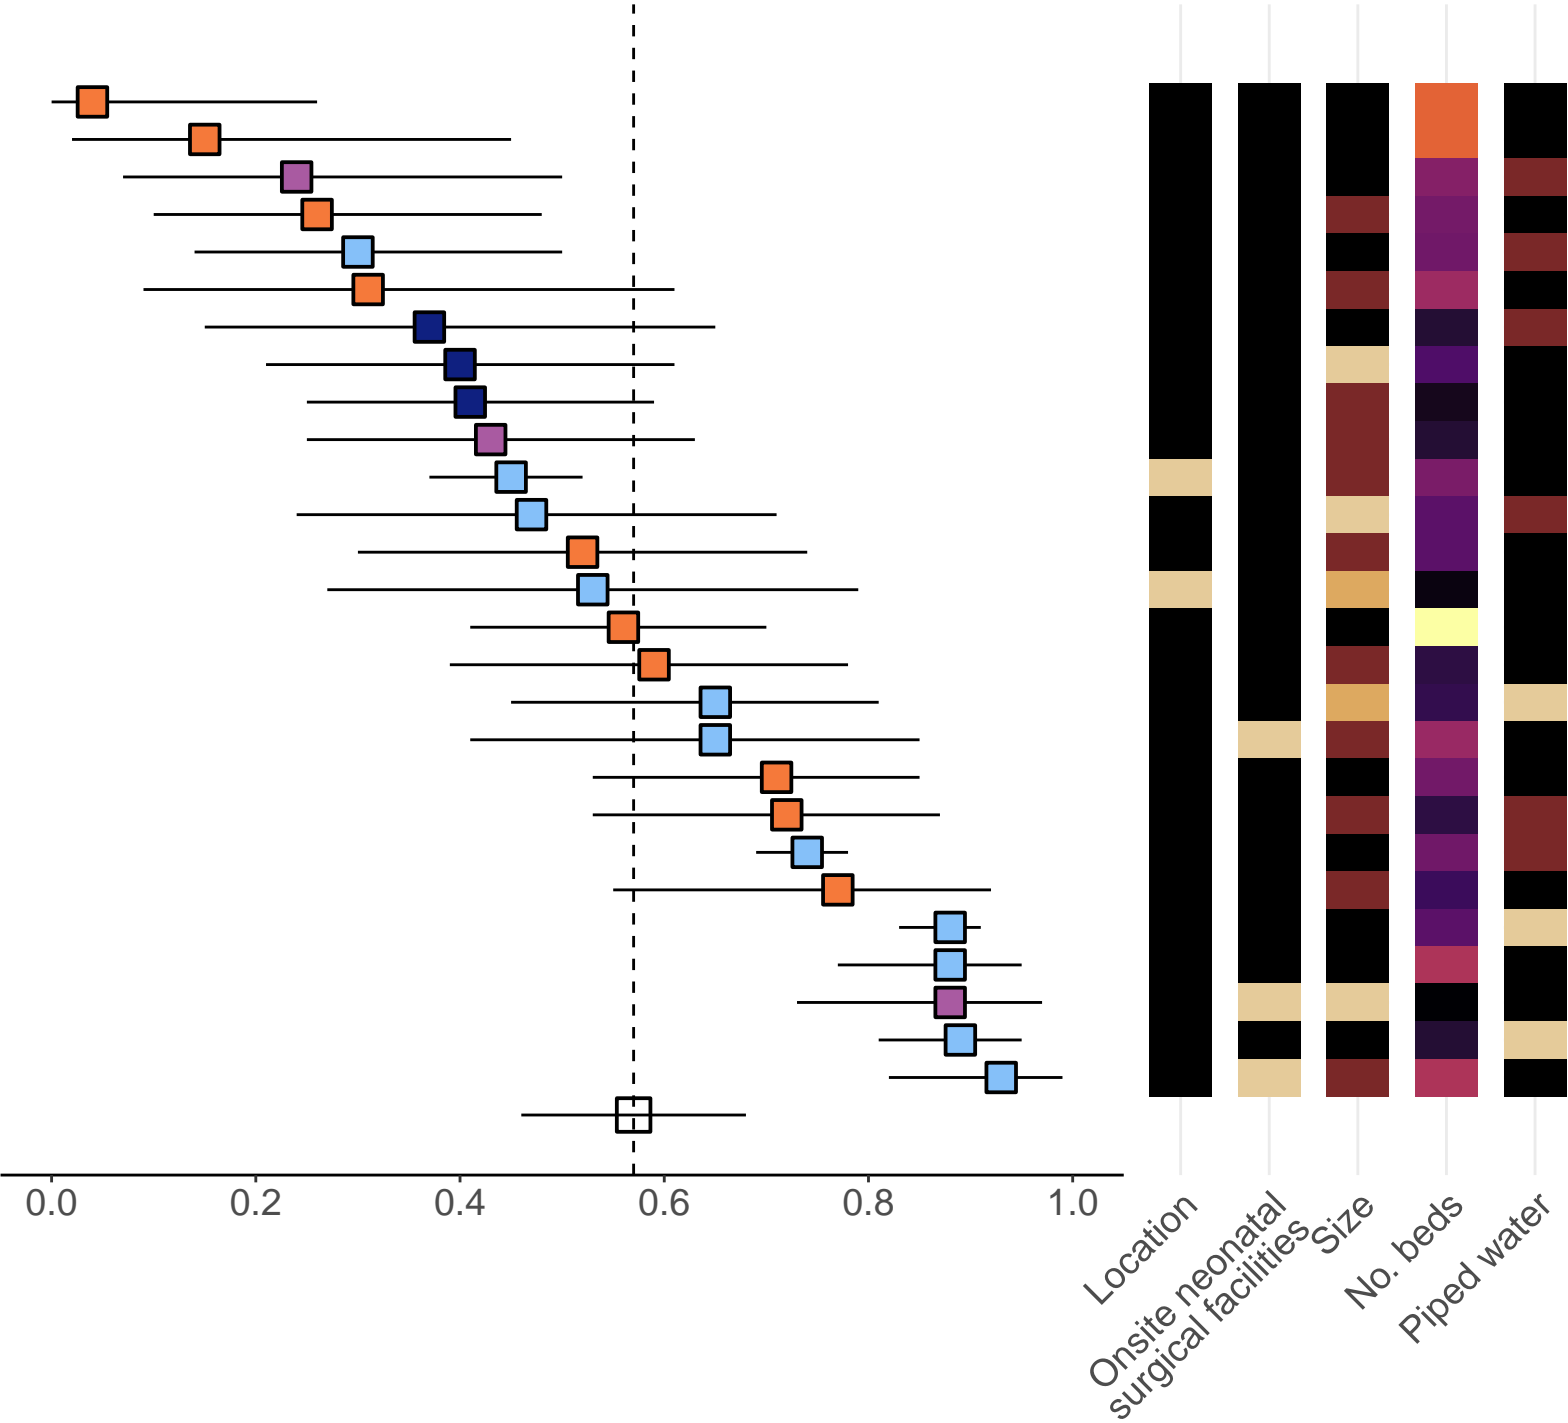 0.0
0.2
0.4
0.6
0.8
1.0
Location
Onsite neonatal
surgical facilities
Size
No. beds
Piped water